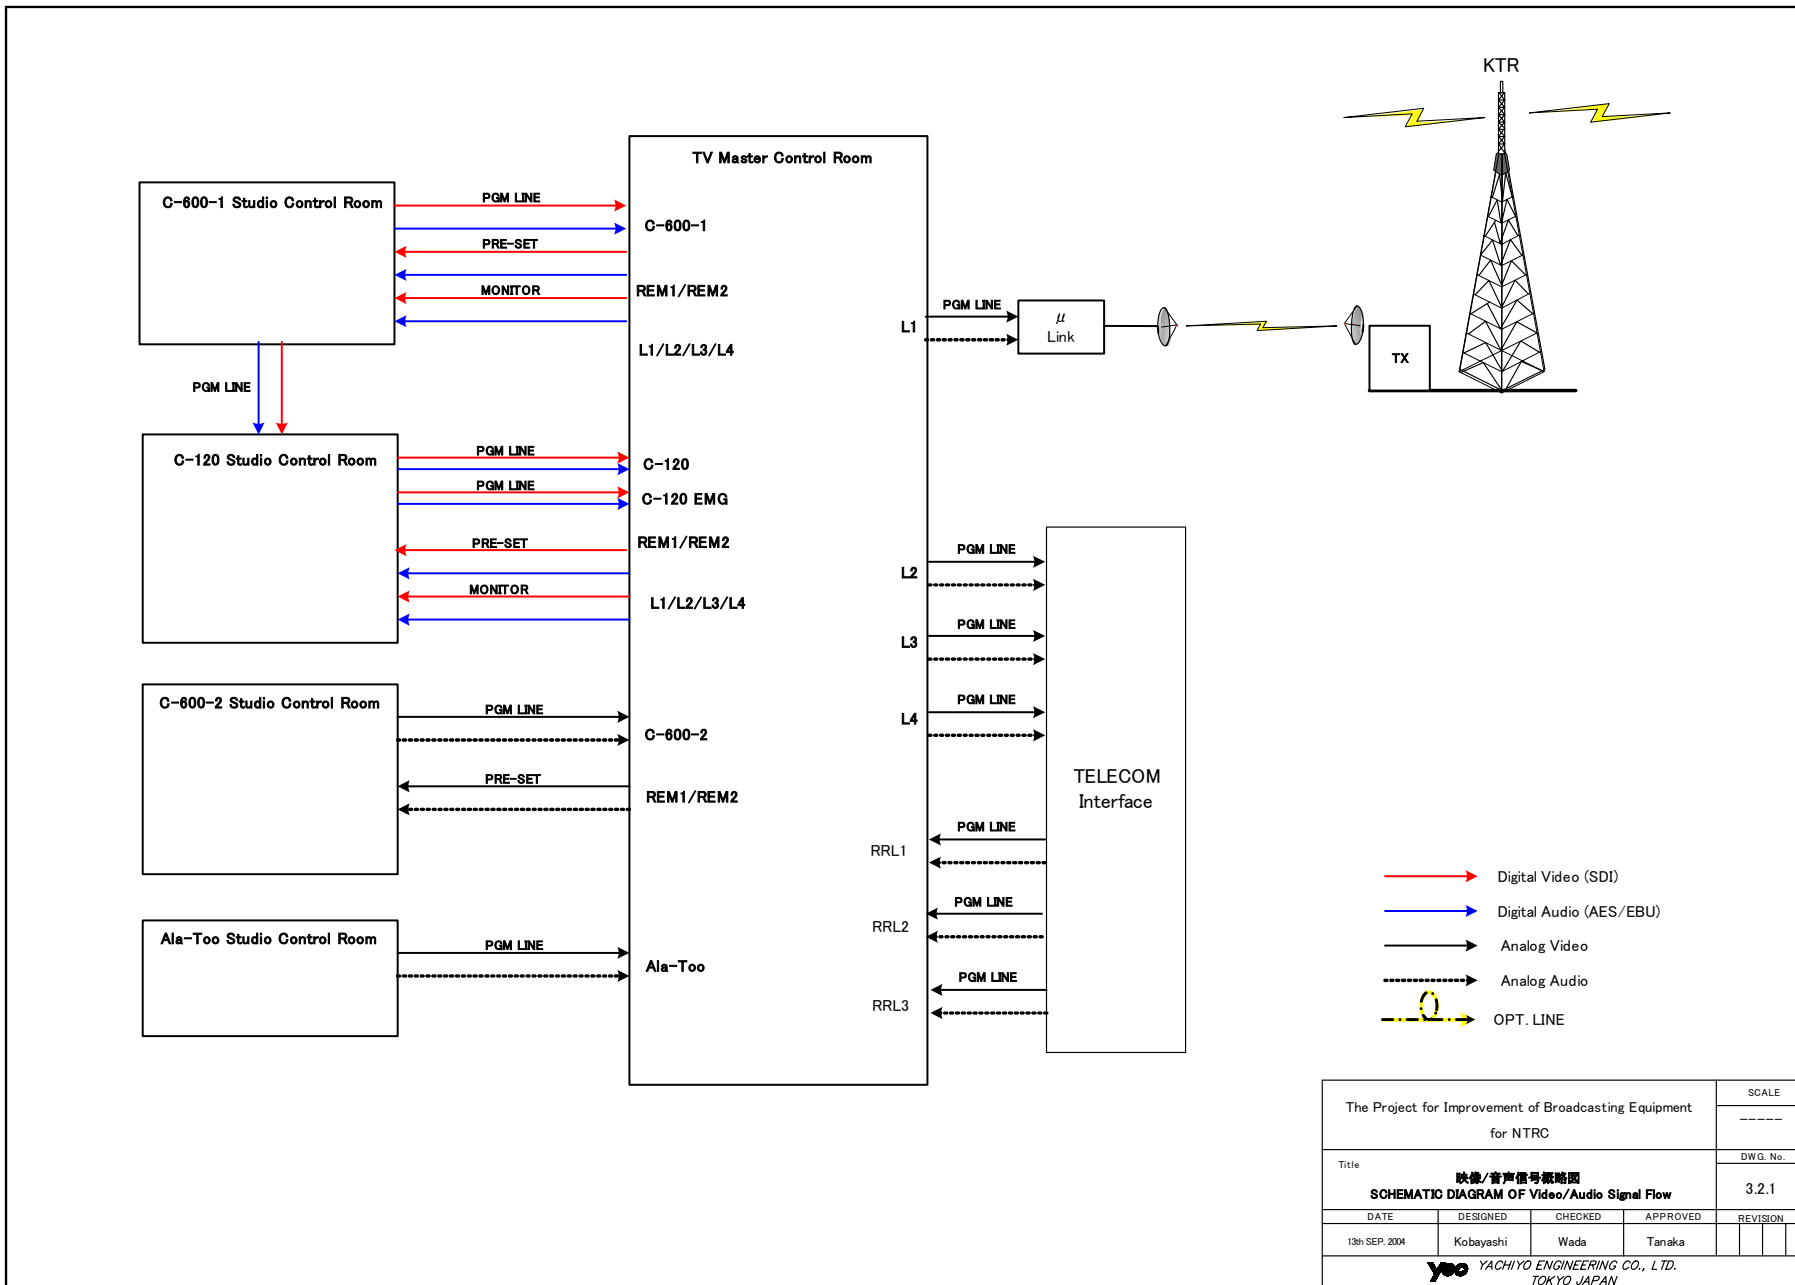 KTR
TV Master Control Room
C-600-1 Studio Control Room
PGM LINE
C-600-1
PRE-SET
MONITOR
REM1/REM2
L1/L2/L3/L4
PGM LINE
L1
PGM LINE
μ
Link
TX
C-120 Studio Control Room
PGM LINE
C-120
PGM LINE
C-120 EMG
PRE-SET
REM1/REM2
MONITOR
L1/L2/L3/L4
L2
PGM LINE
L3
PGM LINE
L4
PGM LINE
C-600-2 Studio Control Room
PGM LINE
C-600-2
PRE-SET
REM1/REM2
TELECOM
Interface
RRL1
PGM LINE
RRL2
PGM LINE
RRL3
PGM LINE
Ala-Too Studio Control Room
PGM LINE
Ala-Too
Digital Video (SDI)
Digital Audio (AES/EBU)
Analog Video
Analog Audio
OPT. LINE
The Project for Improvement of Broadcasting Equipment
for NTRC
SCALE
-----
Title
映像/音声信号概略図
SCHEMATIC DIAGRAM OF Video/Audio Signal Flow
DWG. No.
3.2.1
DATE DESIGNED CHECKED APPROVED REVISION
13th SEP. 2004 Kobayashi Wada Tanaka
yec YACHIYO ENGINEERING CO., LTD.
TOKYO JAPAN